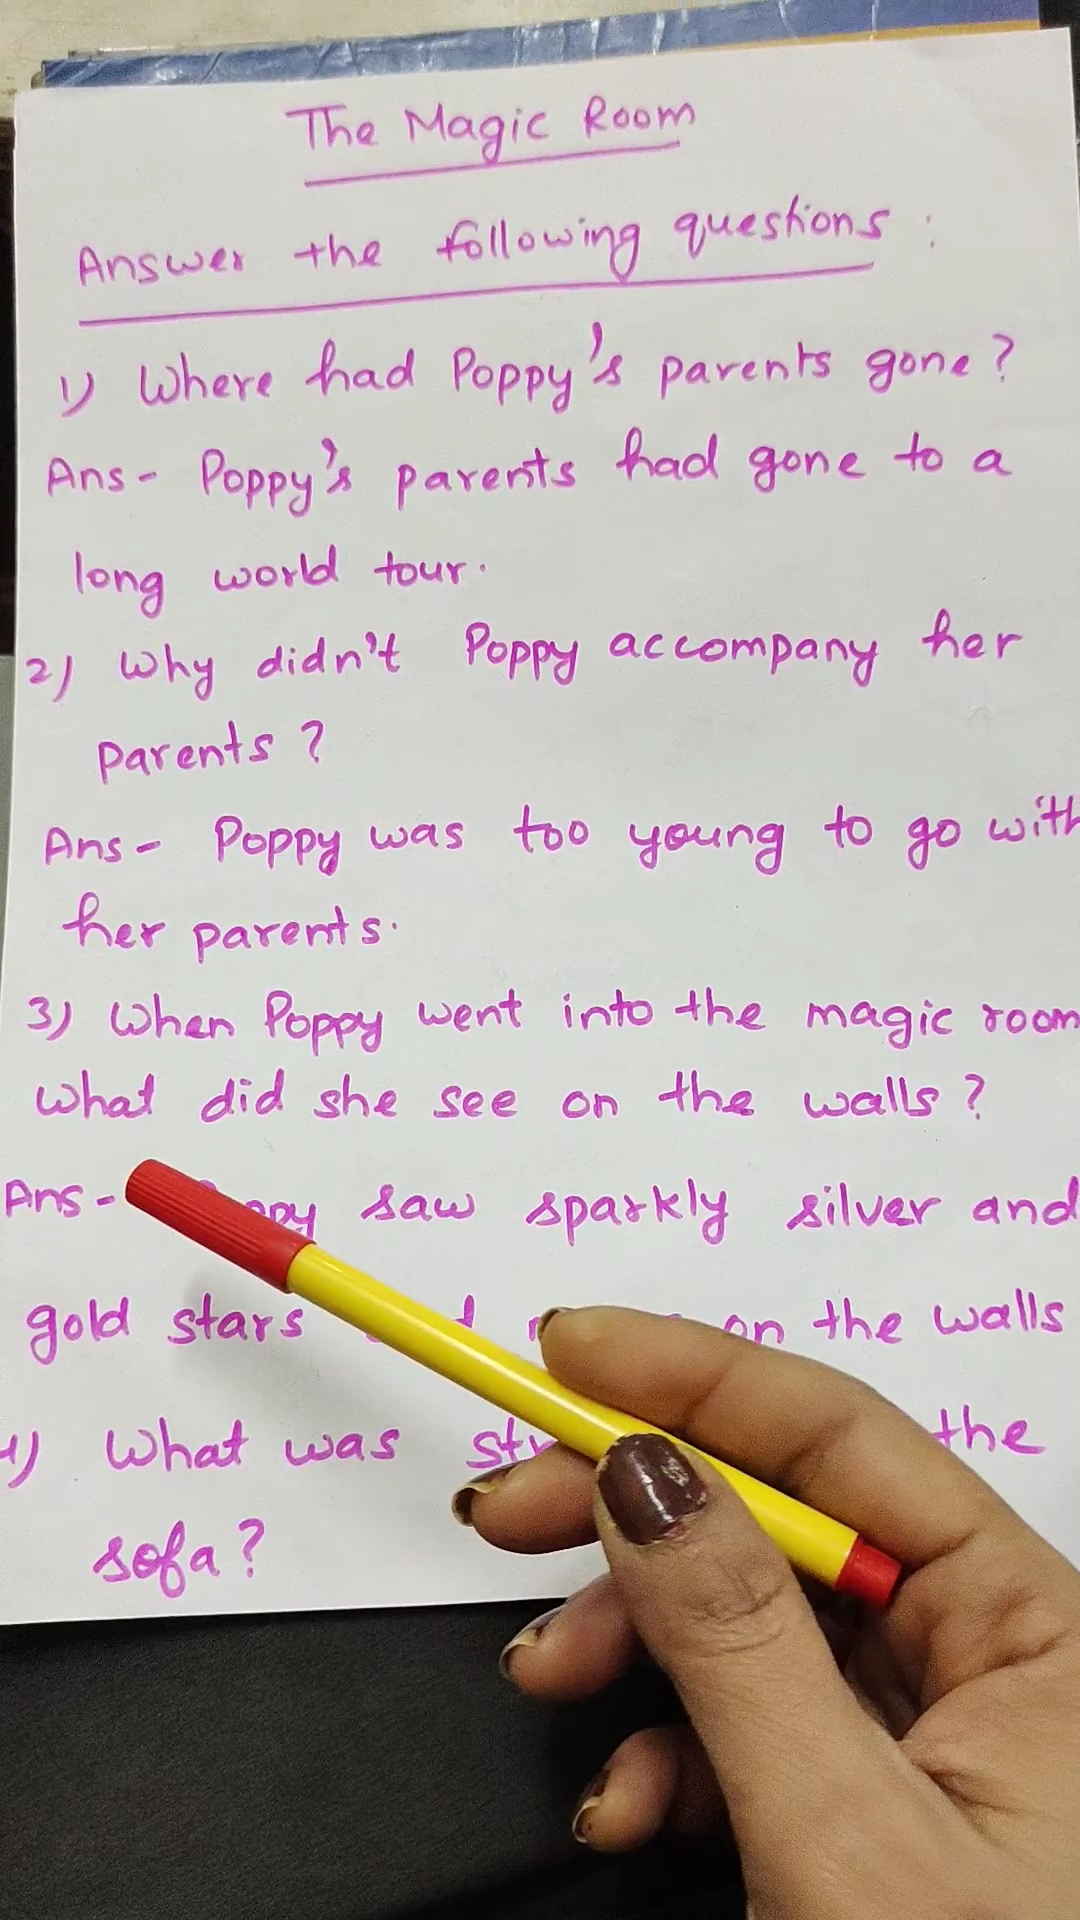 The Magic Room
Answer the following questions :
1) Where had Poppy's parents gone?
Ans- Poppy's parents had gone to a
long world tour.
2) Why didn't Poppy accompany her
parents?
Ans- Poppy was too young to go with
her parents.
3) When Poppy went into the magic room
what did she see on the walls?
Ans- saw sparkly silver and
gold stars on the walls
4) What was the
sofa?